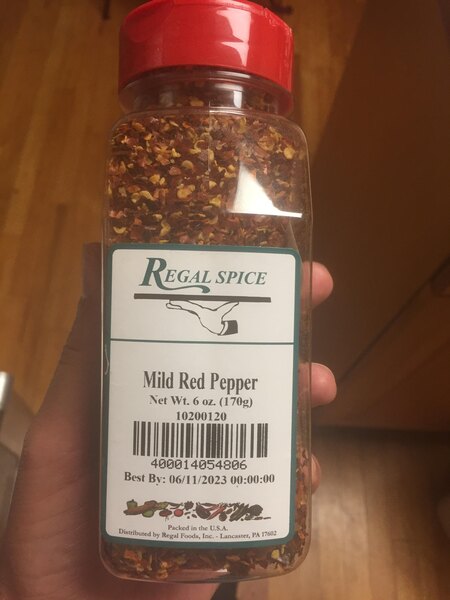 REGAL SPICE
Mild Red Pepper
Net Wt. 6 oz. (170g)
10200120
400014054806
Best By: 06/11/2023 00:00:00
Packed in the U.S.A.
Distributed by Regal Foods, Inc. - Lancaster, PA 17602